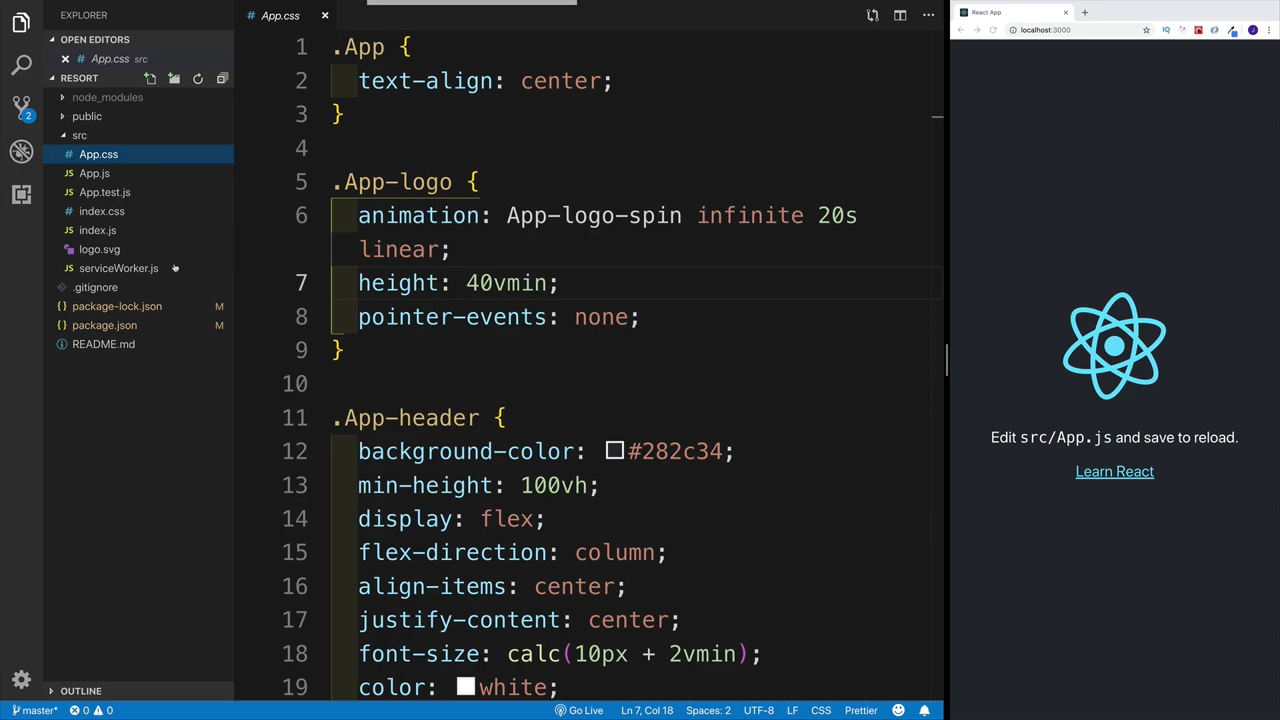 EXPLORER
OPEN EDITORS
App.css src
RESORT
node_modules
public
src
App.css
App.js
App.test.js
index.css
index.js
logo.svg
serviceWorker.js
.gitignore
package-lock.json M
package.json M
README.md
OUTLINE
2
App.css
1 .App {
2 text-align: center;
3 }
4
5 .App-logo {
6 animation: App-logo-spin infinite 20s
linear;
7 height: 40vmin;
8 pointer-events: none;
9 }
10
11 .App-header {
12 background-color: #282c34;
13 min-height: 100vh;
14 display: flex;
15 flex-direction: column;
16 align-items: center;
17 justify-content: center;
18 font-size: calc(10px + 2vmin);
19 color: white;
master* 0 0 Go Live Ln 7, Col 18 Spaces: 2 UTF-8 LF CSS Prettier
React App
localhost:3000
IQ
J
Edit src/App.js and save to reload.
Learn React